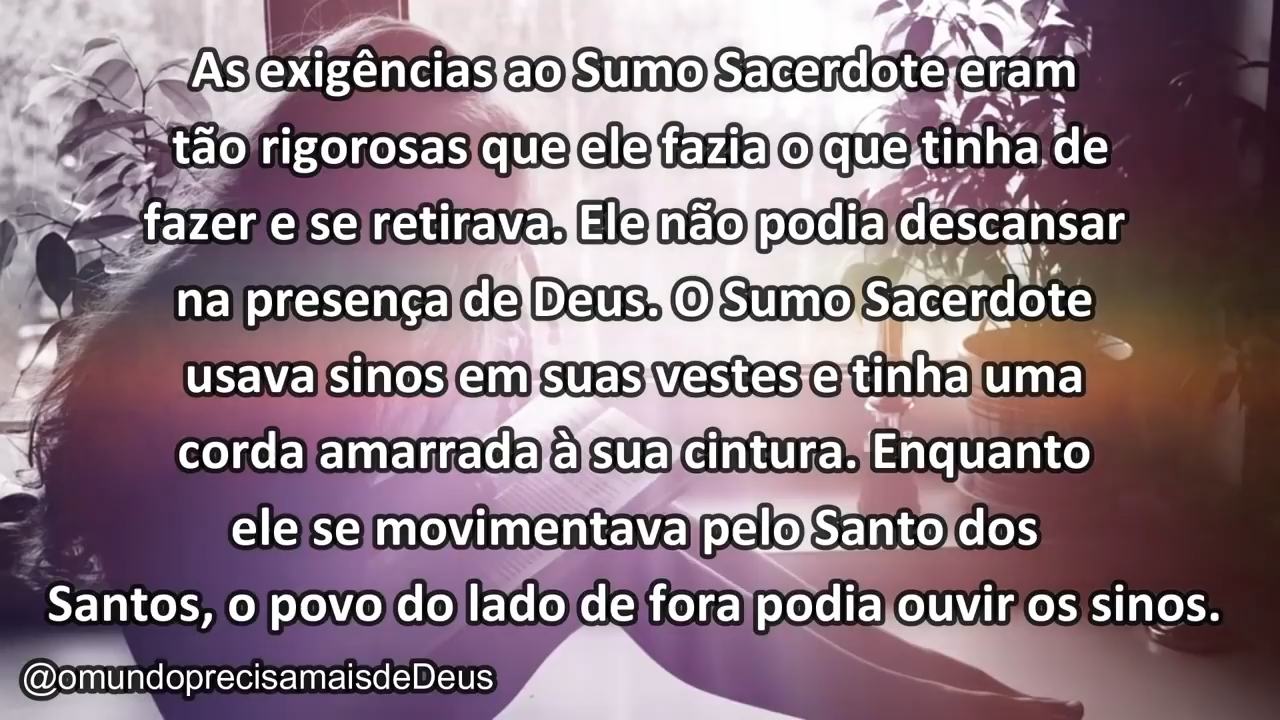 As exigências ao Sumo Sacerdote eram
tão rigorosas que ele fazia o que tinha de
fazer e se retirava. Ele não podia descansar
na presença de Deus. O Sumo Sacerdote
usava sinos em suas vestes e tinha uma
corda amarrada à sua cintura. Enquanto
ele se movimentava pelo Santo dos
Santos, o povo do lado de fora podia ouvir os sinos.
@omundoprecisamaisdeDeus